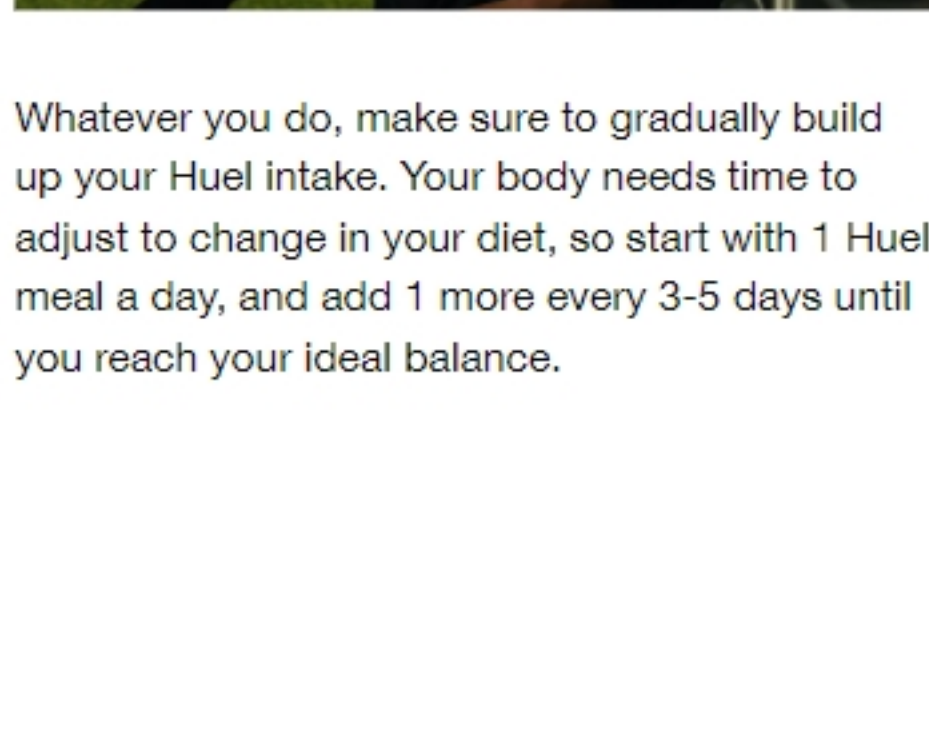 Whatever you do, make sure to gradually build
up your Huel intake. Your body needs time to
adjust to change in your diet, so start with 1 Huel
meal a day, and add 1 more every 3-5 days until
you reach your ideal balance.